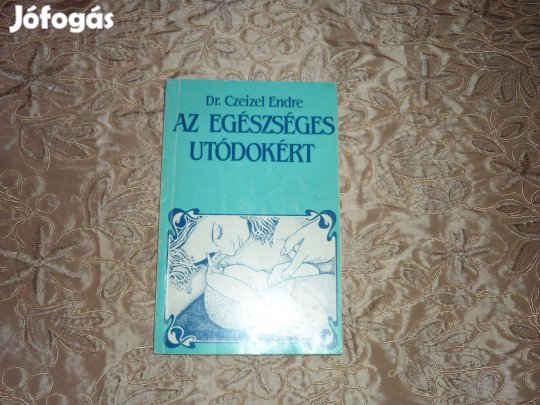 Jófogás
Dr. Czeizel Endre
AZ EGÉSZSÉGES
UTÓDOKÉRT